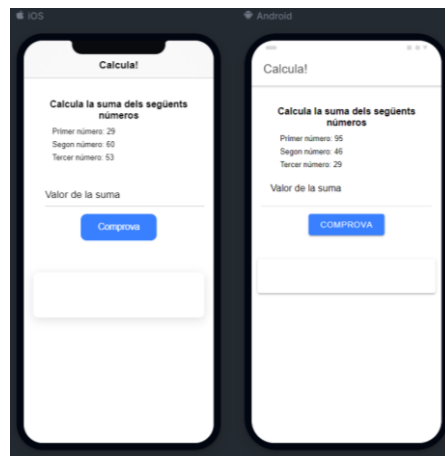 iOS
Calcula!
Calcula la suma dels següents
números
Primer número: 29
Segon número: 60
Tercer número: 53
Valor de la suma
Comprova
Android
Calcula!
Calcula la suma dels següents
números
Primer número: 95
Segon número: 46
Tercer número: 29
Valor de la suma
COMPROVA